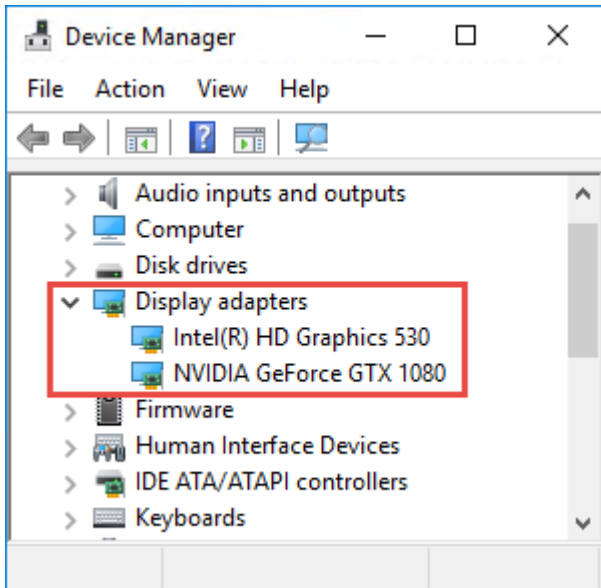 Device Manager
File Action View Help
Audio inputs and outputs
Computer
Disk drives
Display adapters
Intel(R) HD Graphics 530
NVIDIA GeForce GTX 1080
Firmware
Human Interface Devices
IDE ATA/ATAPI controllers
Keyboards